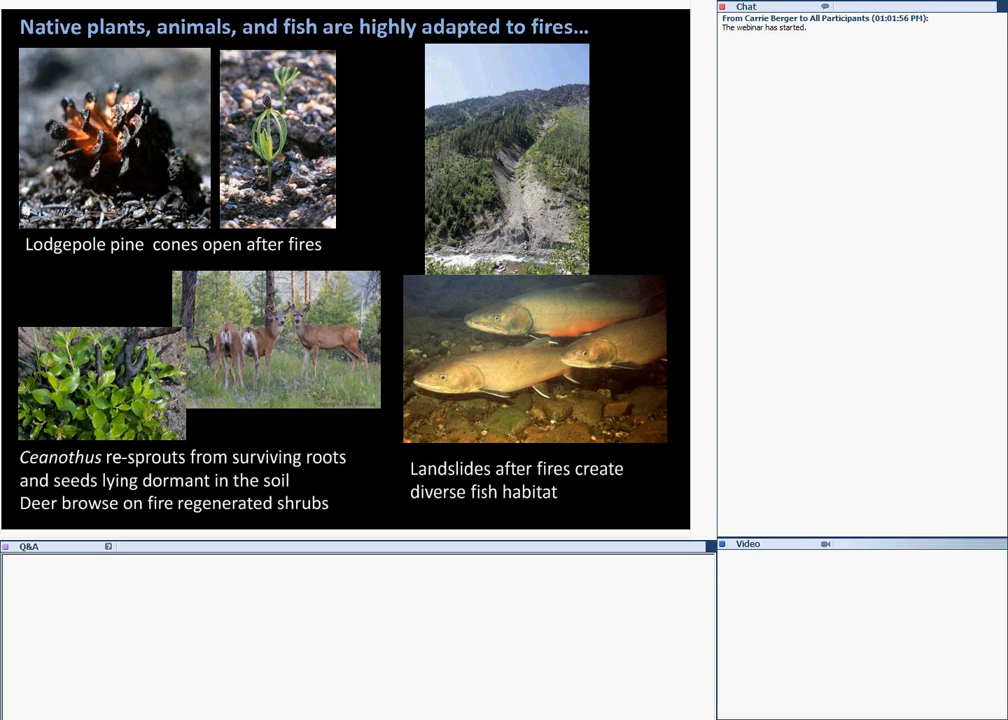 Native plants, animals, and fish are highly adapted to fires...
Lodgepole pine cones open after fires
Ceanothus re-sprouts from surviving roots
and seeds lying dormant in the soil
Deer browse on fire regenerated shrubs
Landslides after fires create
diverse fish habitat
Chat
From Carrie Berger to All Participants (01:01:56 PM):
The webinar has started.
Q&A
Video